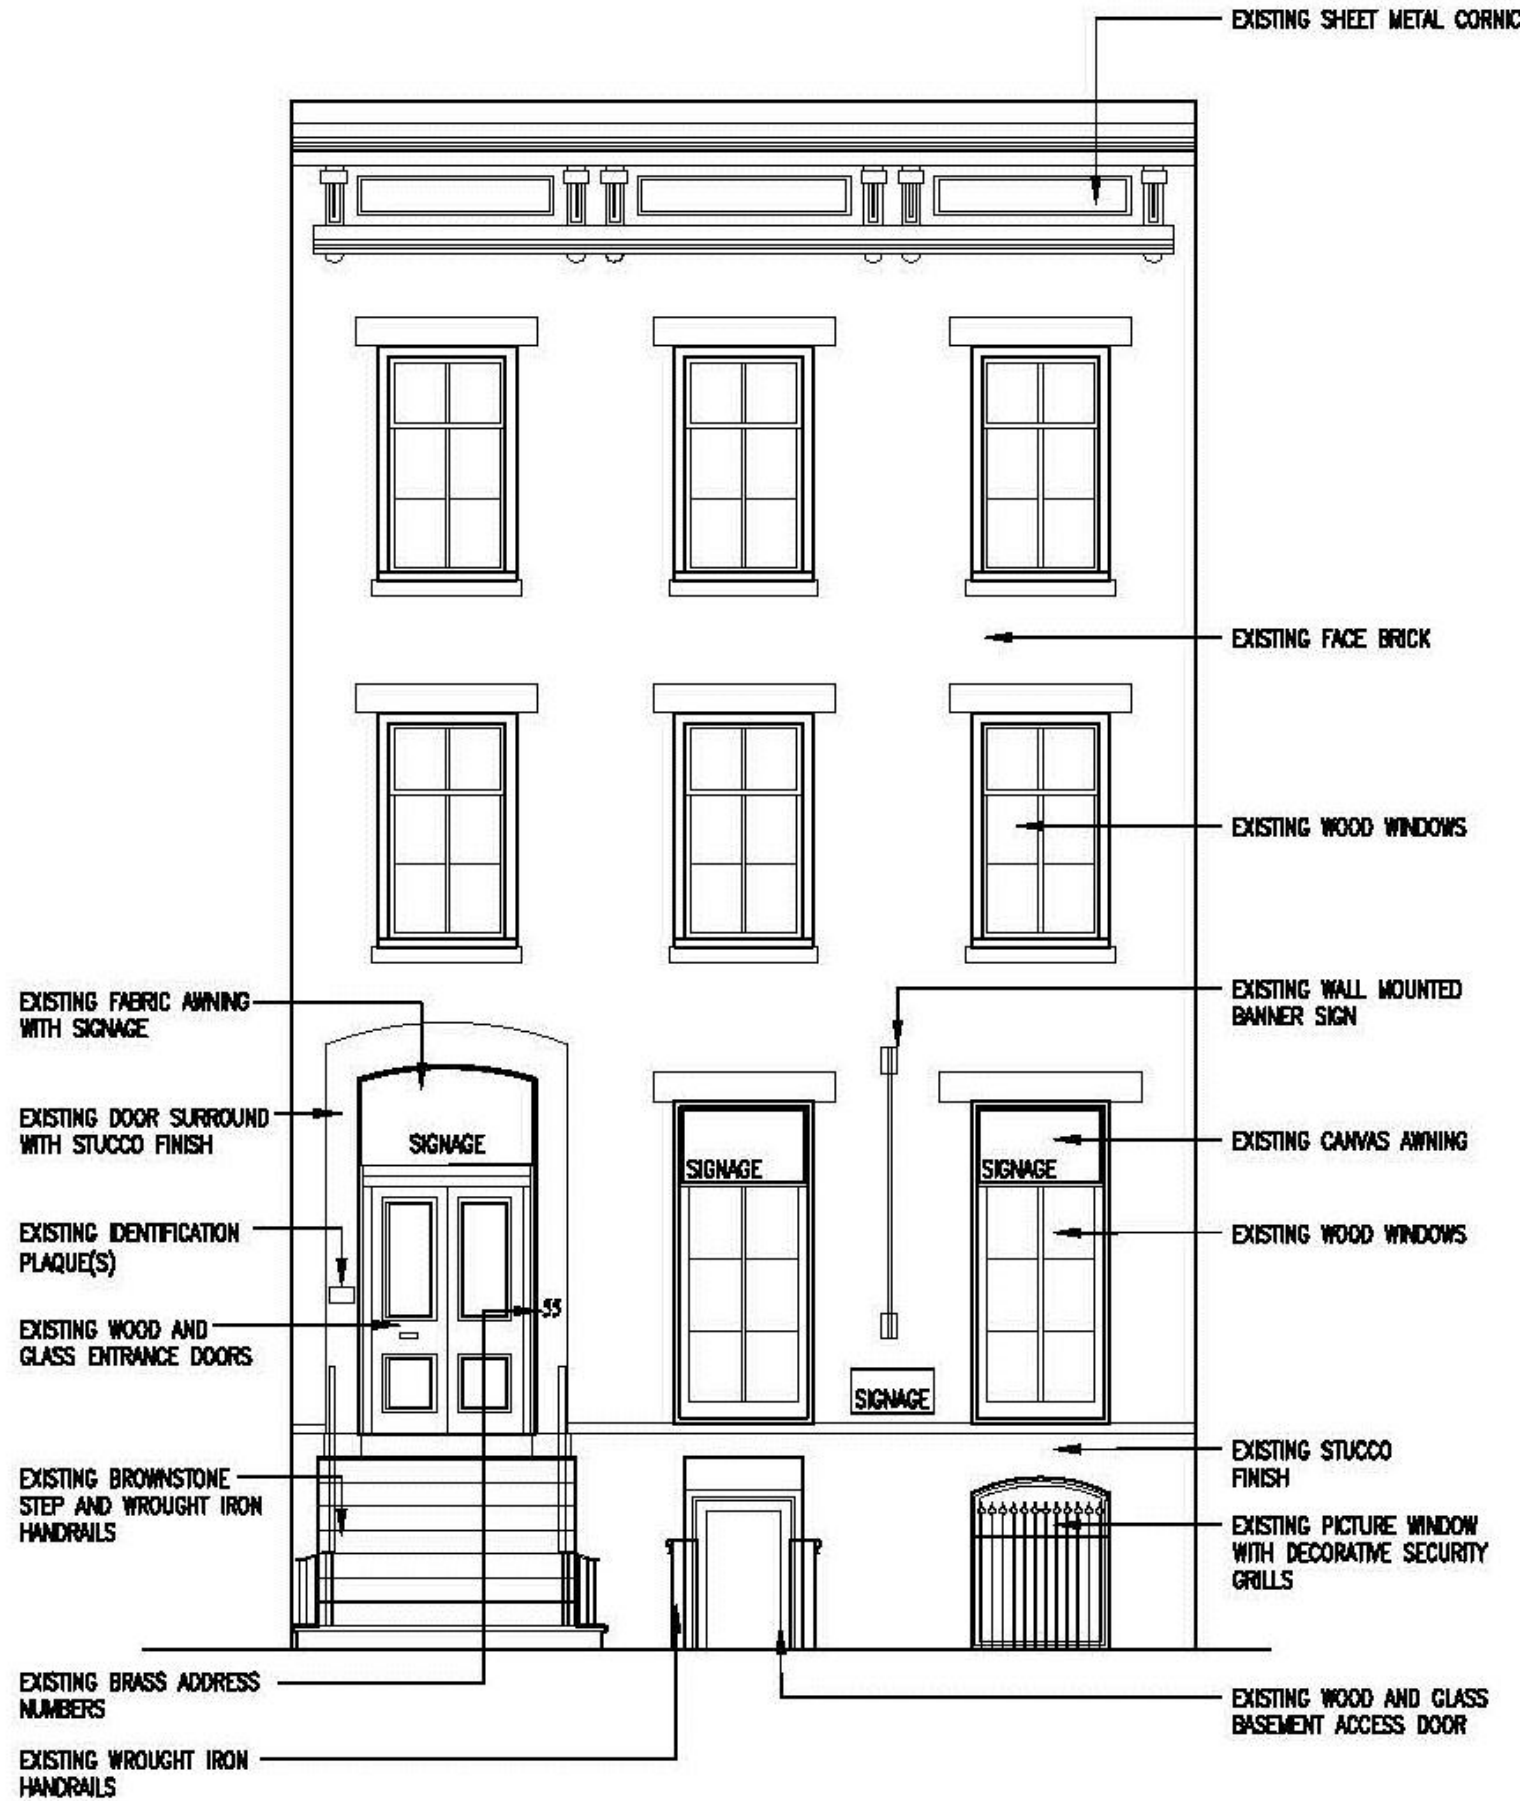 EXISTING SHEET METAL CORNIC
EXISTING FACE BRICK
EXISTING WOOD WINDOWS
EXISTING FABRIC AWNING
WITH SIGNAGE
EXISTING WALL MOUNTED
BANNER SIGN
EXISTING DOOR SURROUND
WITH STUCCO FINISH
SIGNAGE
SIGNAGE
SIGNAGE
EXISTING CANVAS AWNING
EXISTING IDENTIFICATION
PLAQUE(S)
EXISTING WOOD WINDOWS
EXISTING WOOD AND
GLASS ENTRANCE DOORS
SIGNAGE
EXISTING STUCCO
FINISH
EXISTING BROWNSTONE
STEP AND WROUGHT IRON
HANDRAILS
EXISTING PICTURE WINDOW
WITH DECORATIVE SECURITY
GRILLS
EXISTING BRASS ADDRESS
NUMBERS
EXISTING WOOD AND GLASS
BASEMENT ACCESS DOOR
EXISTING WROUGHT IRON
HANDRAILS